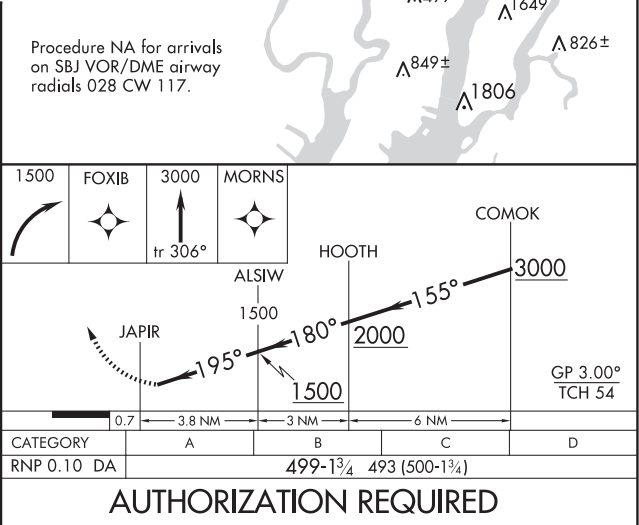 1649
826±
849±
1806
Procedure NA for arrivals
on SBJ VOR/DME airway
radials 028 CW 117.
1500
FOXIB
3000
tr 306°
MORNS
COMOK
HOOTH
ALSIW
1500
JAPIR
3000
155°
180°
2000
195°
1500
GP 3.00°
TCH 54
0.7 3.8 NM 3 NM 6 NM
CATEGORY A B C D
RNP 0.10 DA 499-1¾ 493 (500-1¾)
AUTHORIZATION REQUIRED